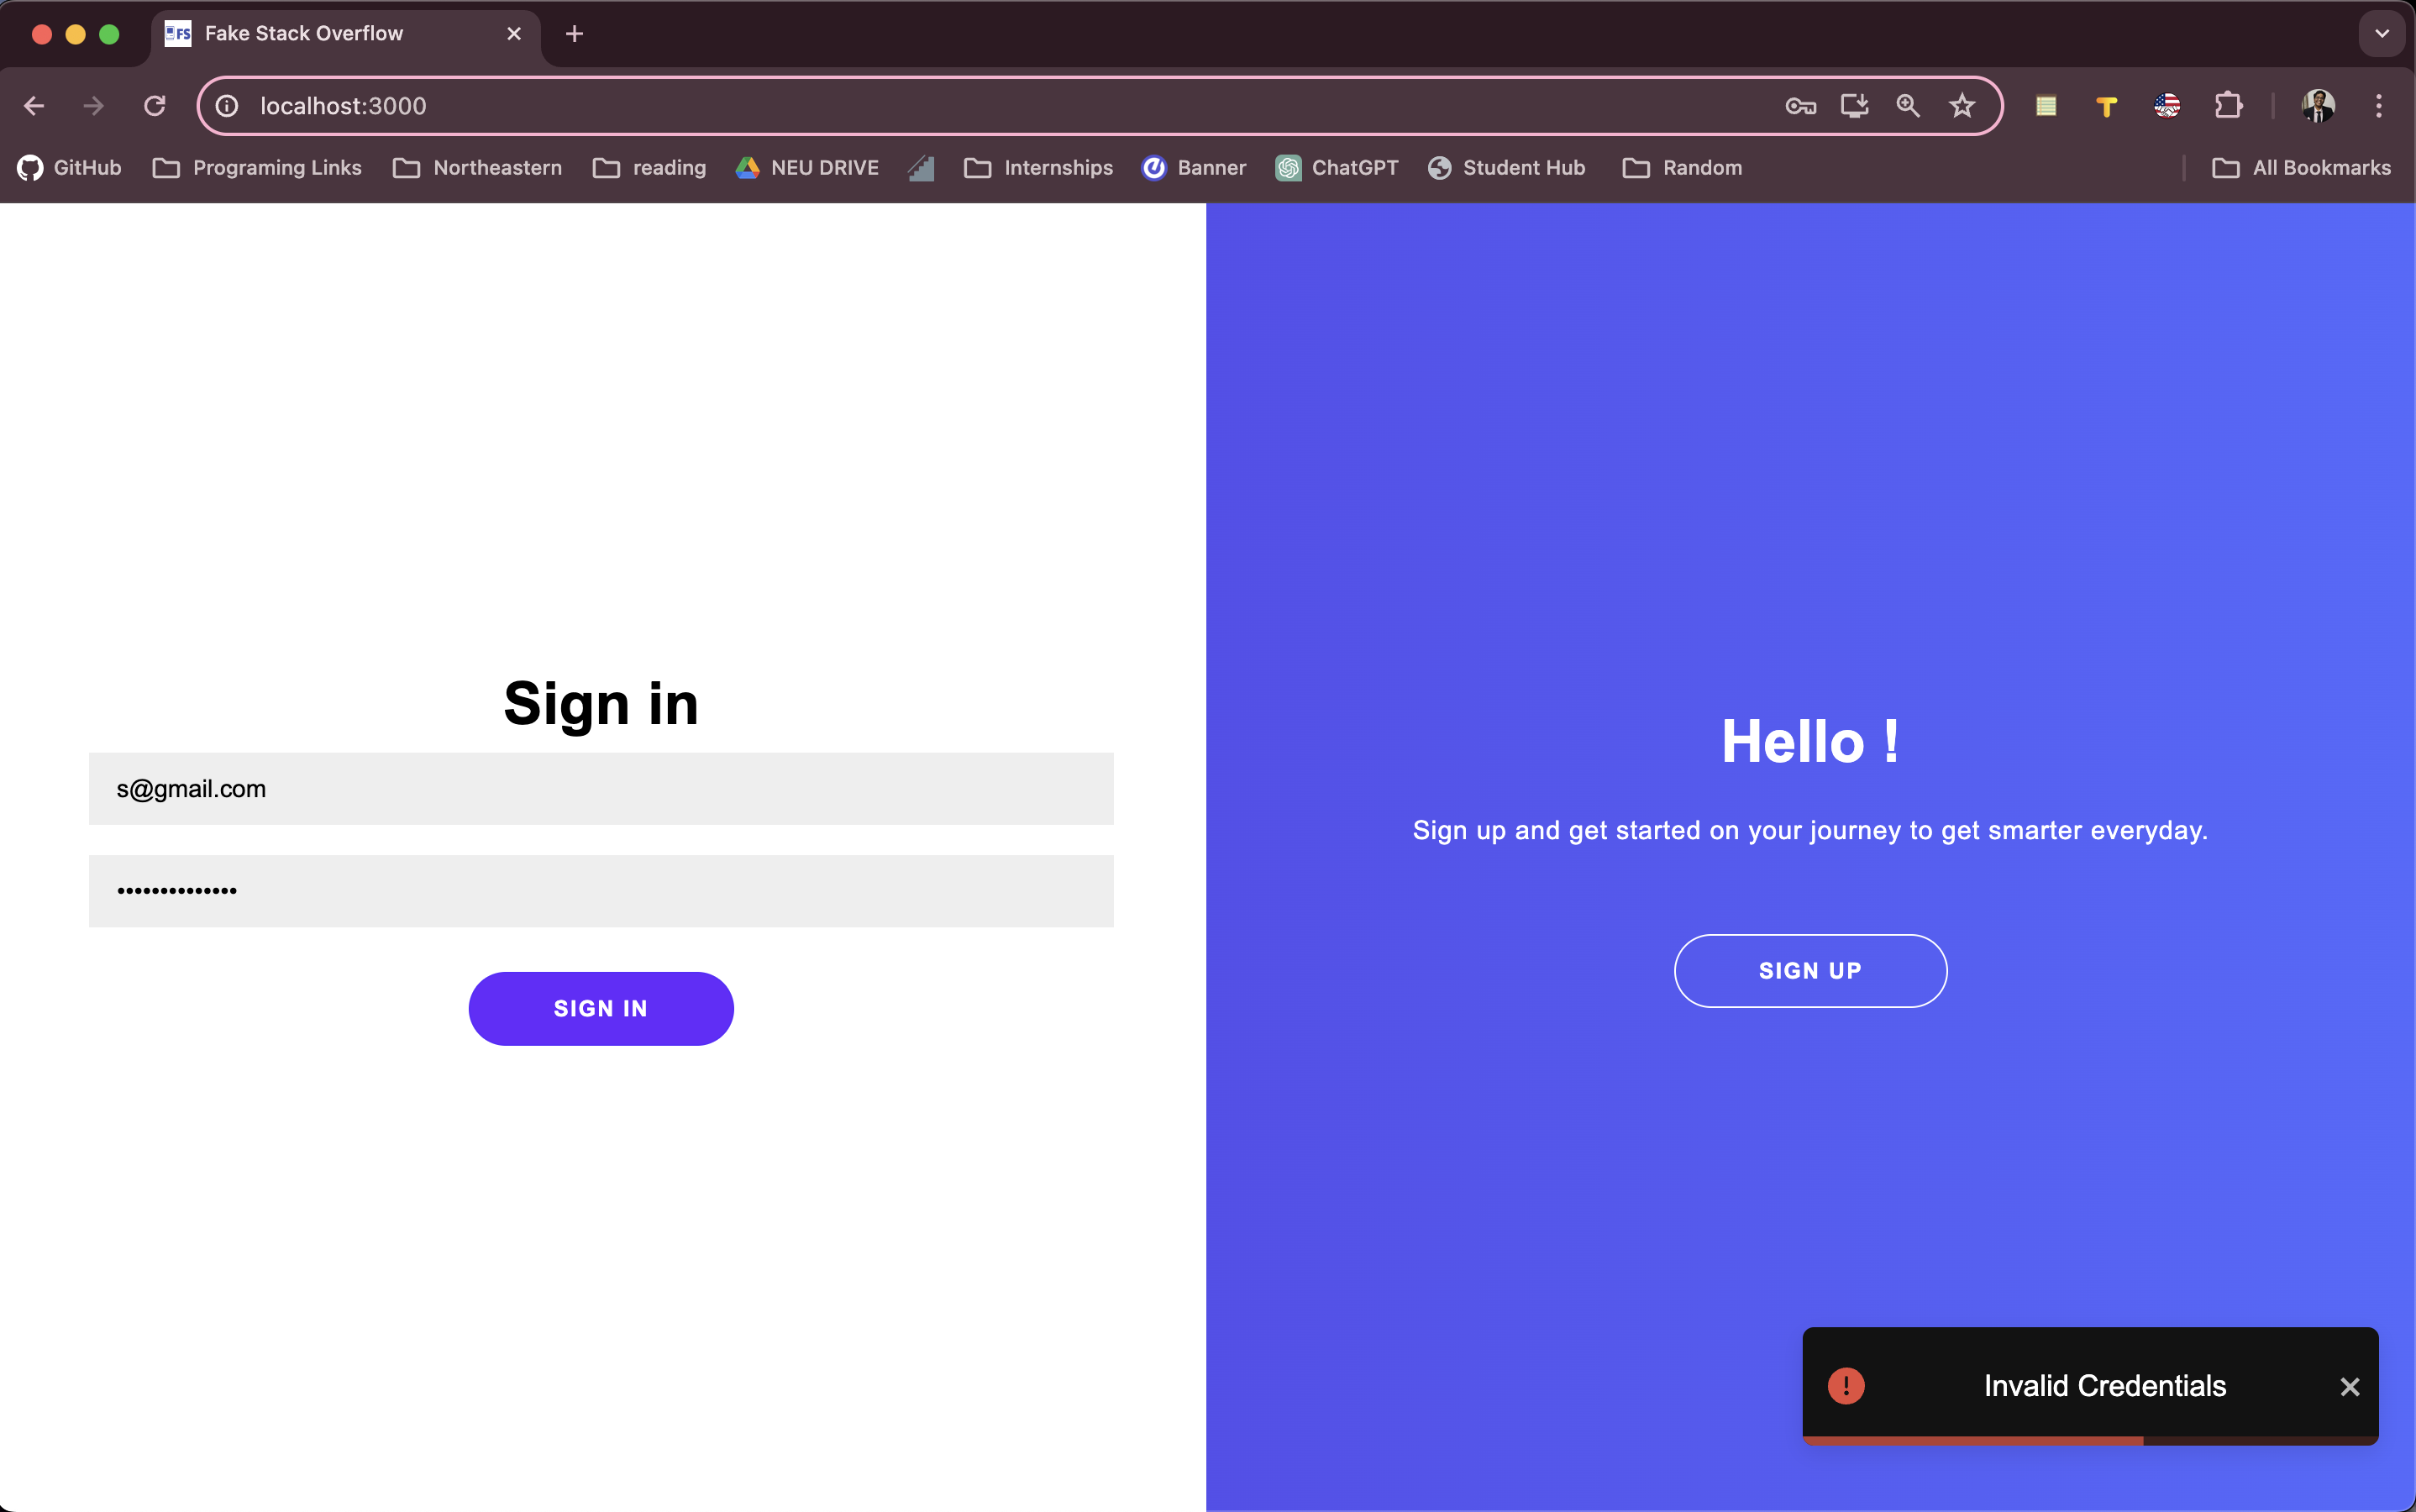 FS Fake Stack Overflow
localhost:3000
GitHub Programing Links Northeastern reading NEU DRIVE Internships Banner ChatGPT Student Hub Random All Bookmarks
Sign in
s@gmail.com
••••••••••••••
SIGN IN
Hello !
Sign up and get started on your journey to get smarter everyday.
SIGN UP
Invalid Credentials